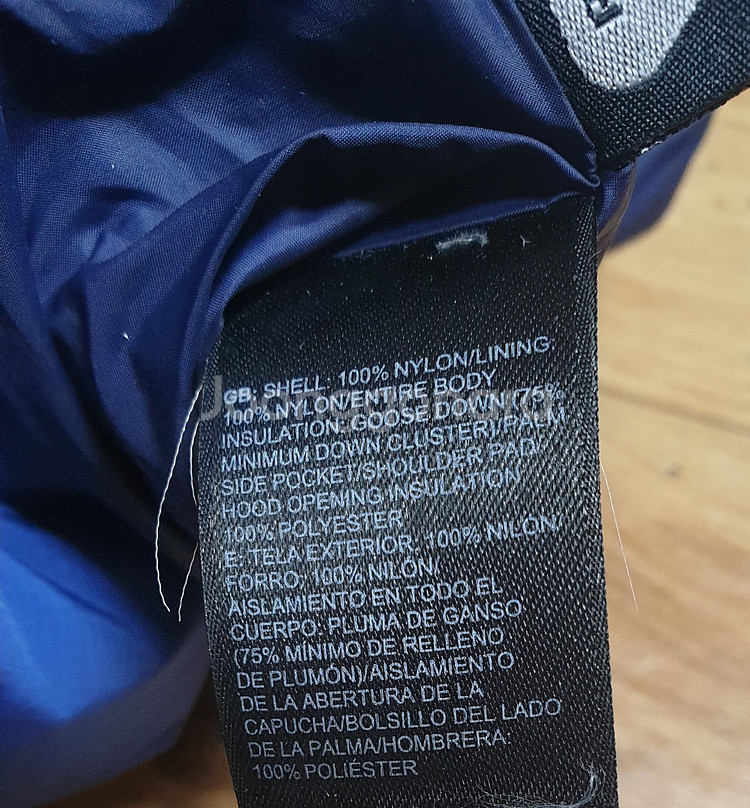 GB: SHELL: 100% NYLON/LINING
100% NYLON/ENTIRE BODY
INSULATION: GOOSE DOWN (75%
MINIMUM DOWN CLUSTER)/PALM
SIDE POCKET/SHOULDER PAD/
HOOD OPENING INSULATION
100% POLYESTER
E: TELA EXTERIOR: 100% NILÓN/
FORRO: 100% NILÓN/
AISLAMIENTO EN TODO EL
CUERPO: PLUMA DE GANSO
(75% MÍNIMO DE RELLENO
DE PLUMÓN)/AISLAMIENTO
DE LA ABERTURA DE LA
CAPUCHA/BOLSILLO DEL LADO
DE LA PALMA/HOMBRERA:
100% POLIÉSTER